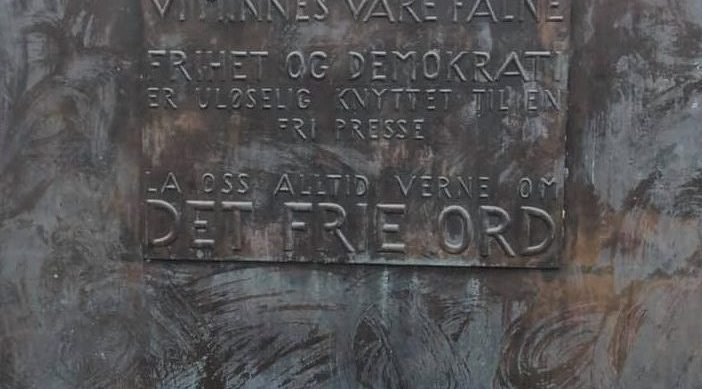 VI MINNES VÅRE FALNE
FRIHET OG DEMOKRATI
ER ULØSELIG KNYTTET TIL EN
FRI PRESSE
LA OSS ALLTID VERNE OM
DET FRIE ORD